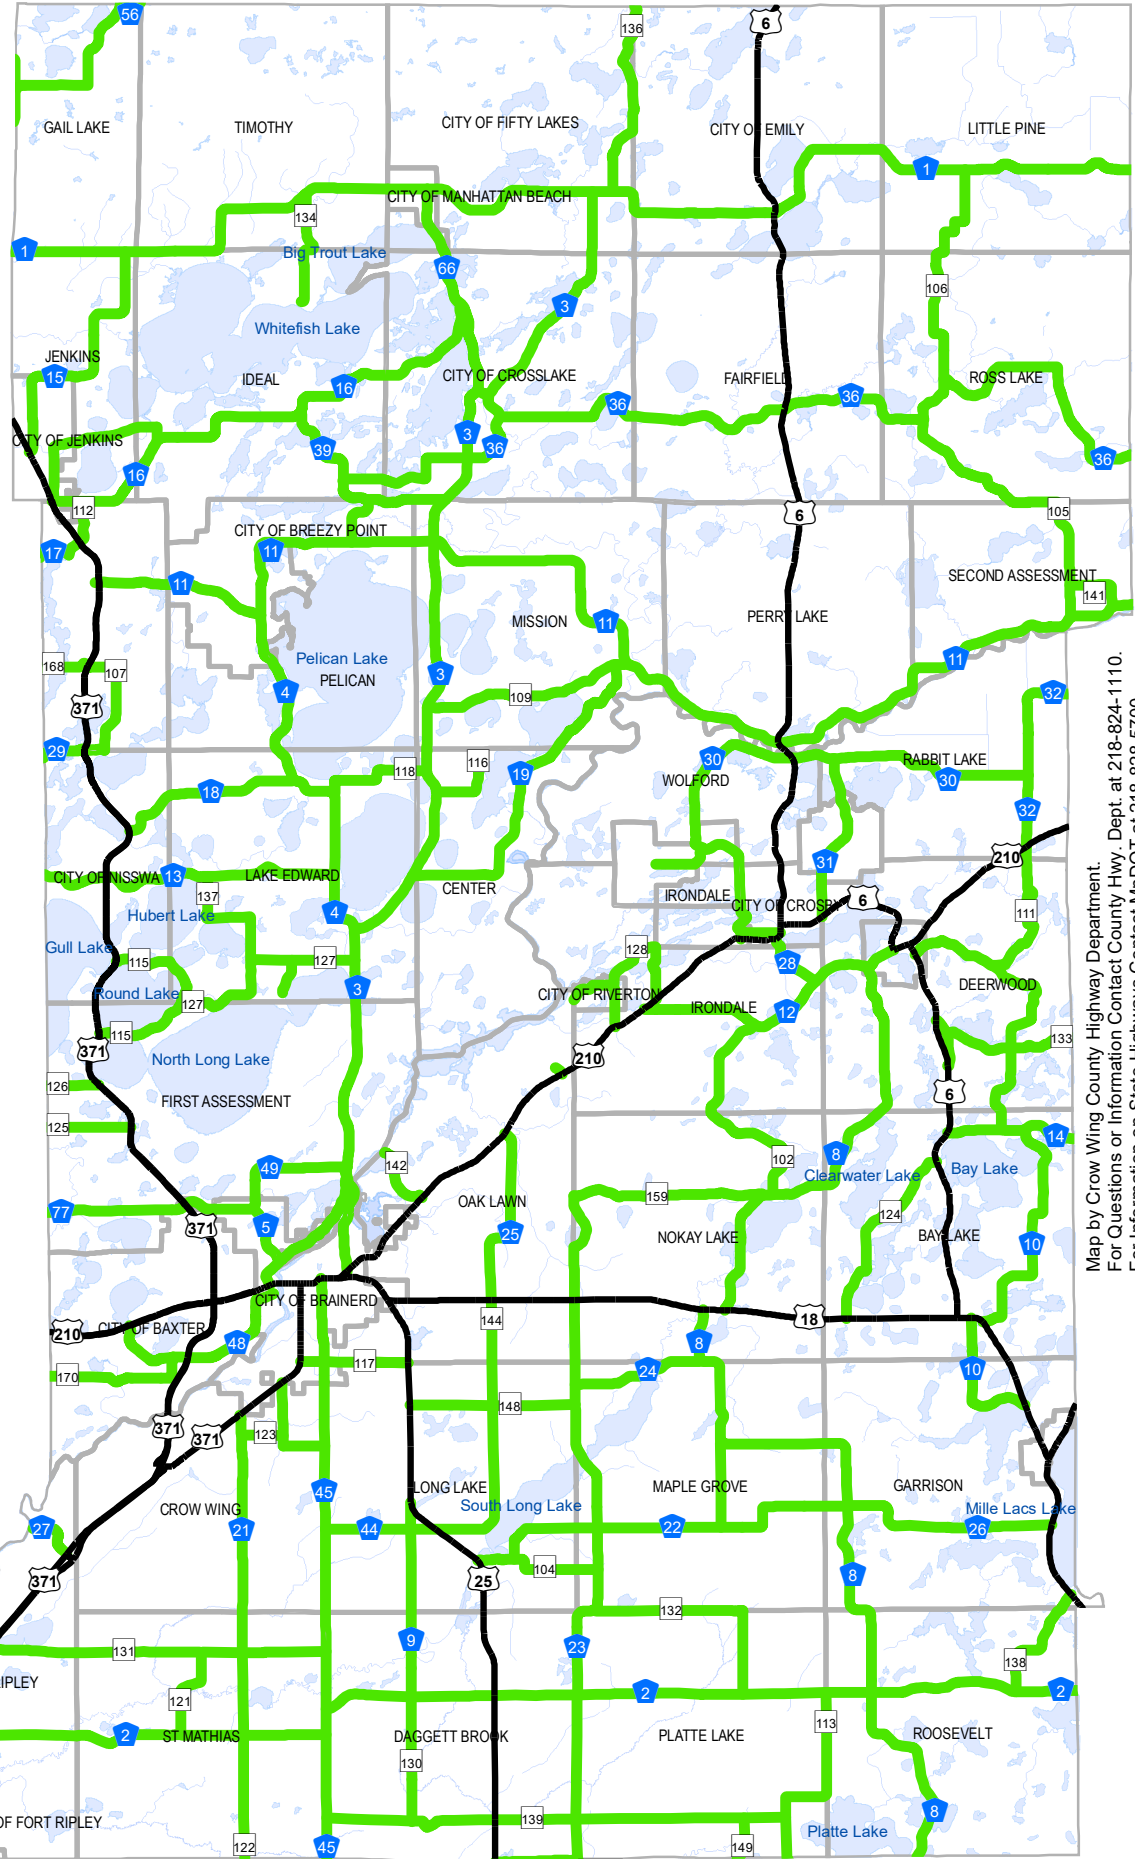 56
136
6
GAIL LAKE
TIMOTHY
CITY OF FIFTY LAKES
CITY OF EMILY
LITTLE PINE
1
CITY OF MANHATTAN BEACH
134
1
Big Trout Lake
66
106
3
Whitefish Lake
JENKINS
15
IDEAL
16
CITY OF CROSSLAKE
FAIRFIELD
ROSS LAKE
36
36
CITY OF JENKINS
39
3
36
36
16
112
6
105
CITY OF BREEZY POINT
17
11
11
SECOND ASSESSMENT
141
MISSION
11
PERRY LAKE
168
107
Pelican Lake
PELICAN
3
11
4
109
32
371
29
118
116
19
30
WOLFORD
RABBIT LAKE
30
18
32
210
CITY OF NISSWA
13
LAKE EDWARD
CENTER
31
137
IRONDALE
CITY OF CROSBY
6
Hubert Lake
4
111
Gull Lake
115
127
128
28
Round Lake
127
3
CITY OF RIVERTON
IRONDALE
12
DEERWOOD
115
371
North Long Lake
210
133
126
FIRST ASSESSMENT
6
125
14
49
142
102
8
Clearwater Lake
Bay Lake
77
159
OAK LAWN
371
5
25
NOKAY LAKE
124
BAY LAKE
10
CITY OF BRAINERD
210
CITY OF BAXTER
144
18
48
8
117
170
24
10
148
371
371
123
LONG LAKE
MAPLE GROVE
GARRISON
45
CROW WING
South Long Lake
Mille Lacs Lake
27
21
44
22
26
371
25
104
8
132
9
23
131
138
IPLEY
121
2
2
2
ST MATHIAS
DAGGETT BROOK
PLATTE LAKE
113
ROOSEVELT
130
8
OF FORT RIPLEY
139
Platte Lake
122
45
149
Map by Crow Wing County Highway Department.
For Questions or Information Contact County Hwy. Dept. at 218-824-1110.